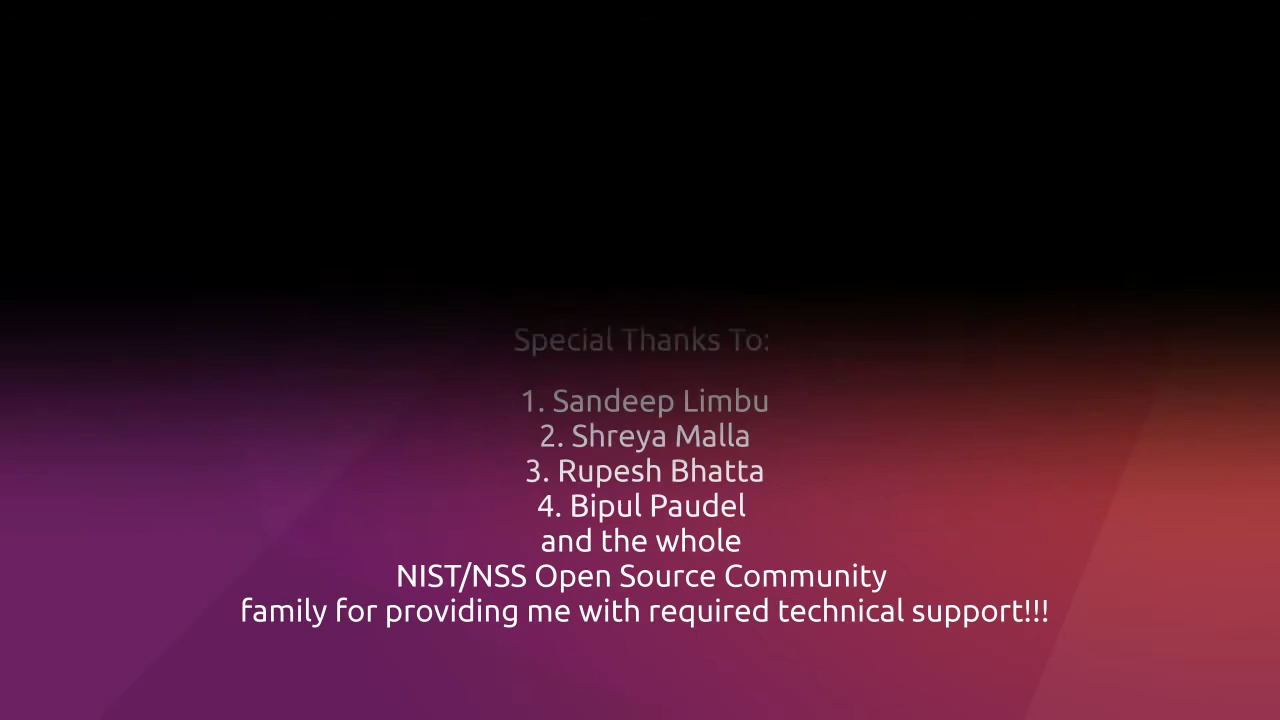 Special Thanks To:
1. Sandeep Limbu
2. Shreya Malla
3. Rupesh Bhatta
4. Bipul Paudel
and the whole
NIST/NSS Open Source Community
family for providing me with required technical support!!!